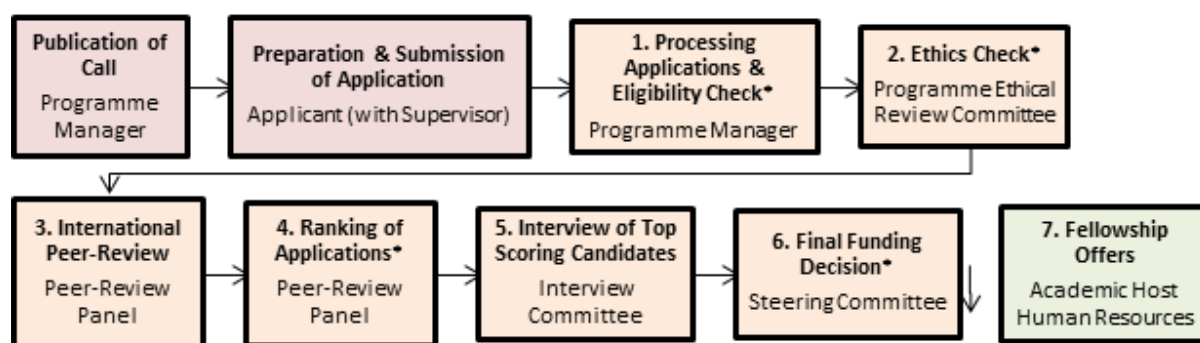 Publication of
Call
Programme
Manager
Preparation & Submission
of Application
Applicant (with Supervisor)
1. Processing
Applications &
Eligibility Check*
Programme Manager
2. Ethics Check*
Programme Ethical
Review Committee
3. International
Peer-Review
Peer-Review
Panel
4. Ranking of
Applications*
Peer-Review
Panel
5. Interview of Top
Scoring Candidates
Interview
Committee
6. Final Funding
Decision*
Steering Committee
7. Fellowship
Offers
Academic Host
Human Resources